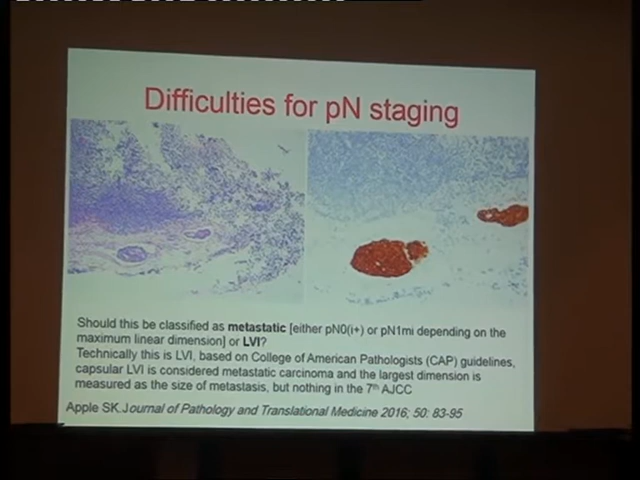 Difficulties for pN staging
Should this be classified as metastatic [either pN0(i+) or pN1mi depending on the
maximum linear dimension] or LVI?
Technically this is LVI, based on College of American Pathologists (CAP) guidelines,
capsular LVI is considered metastatic carcinoma and the largest dimension is
measured as the size of metastasis, but nothing in the 7th AJCC
Apple SK.Journal of Pathology and Translational Medicine 2016; 50: 83-95